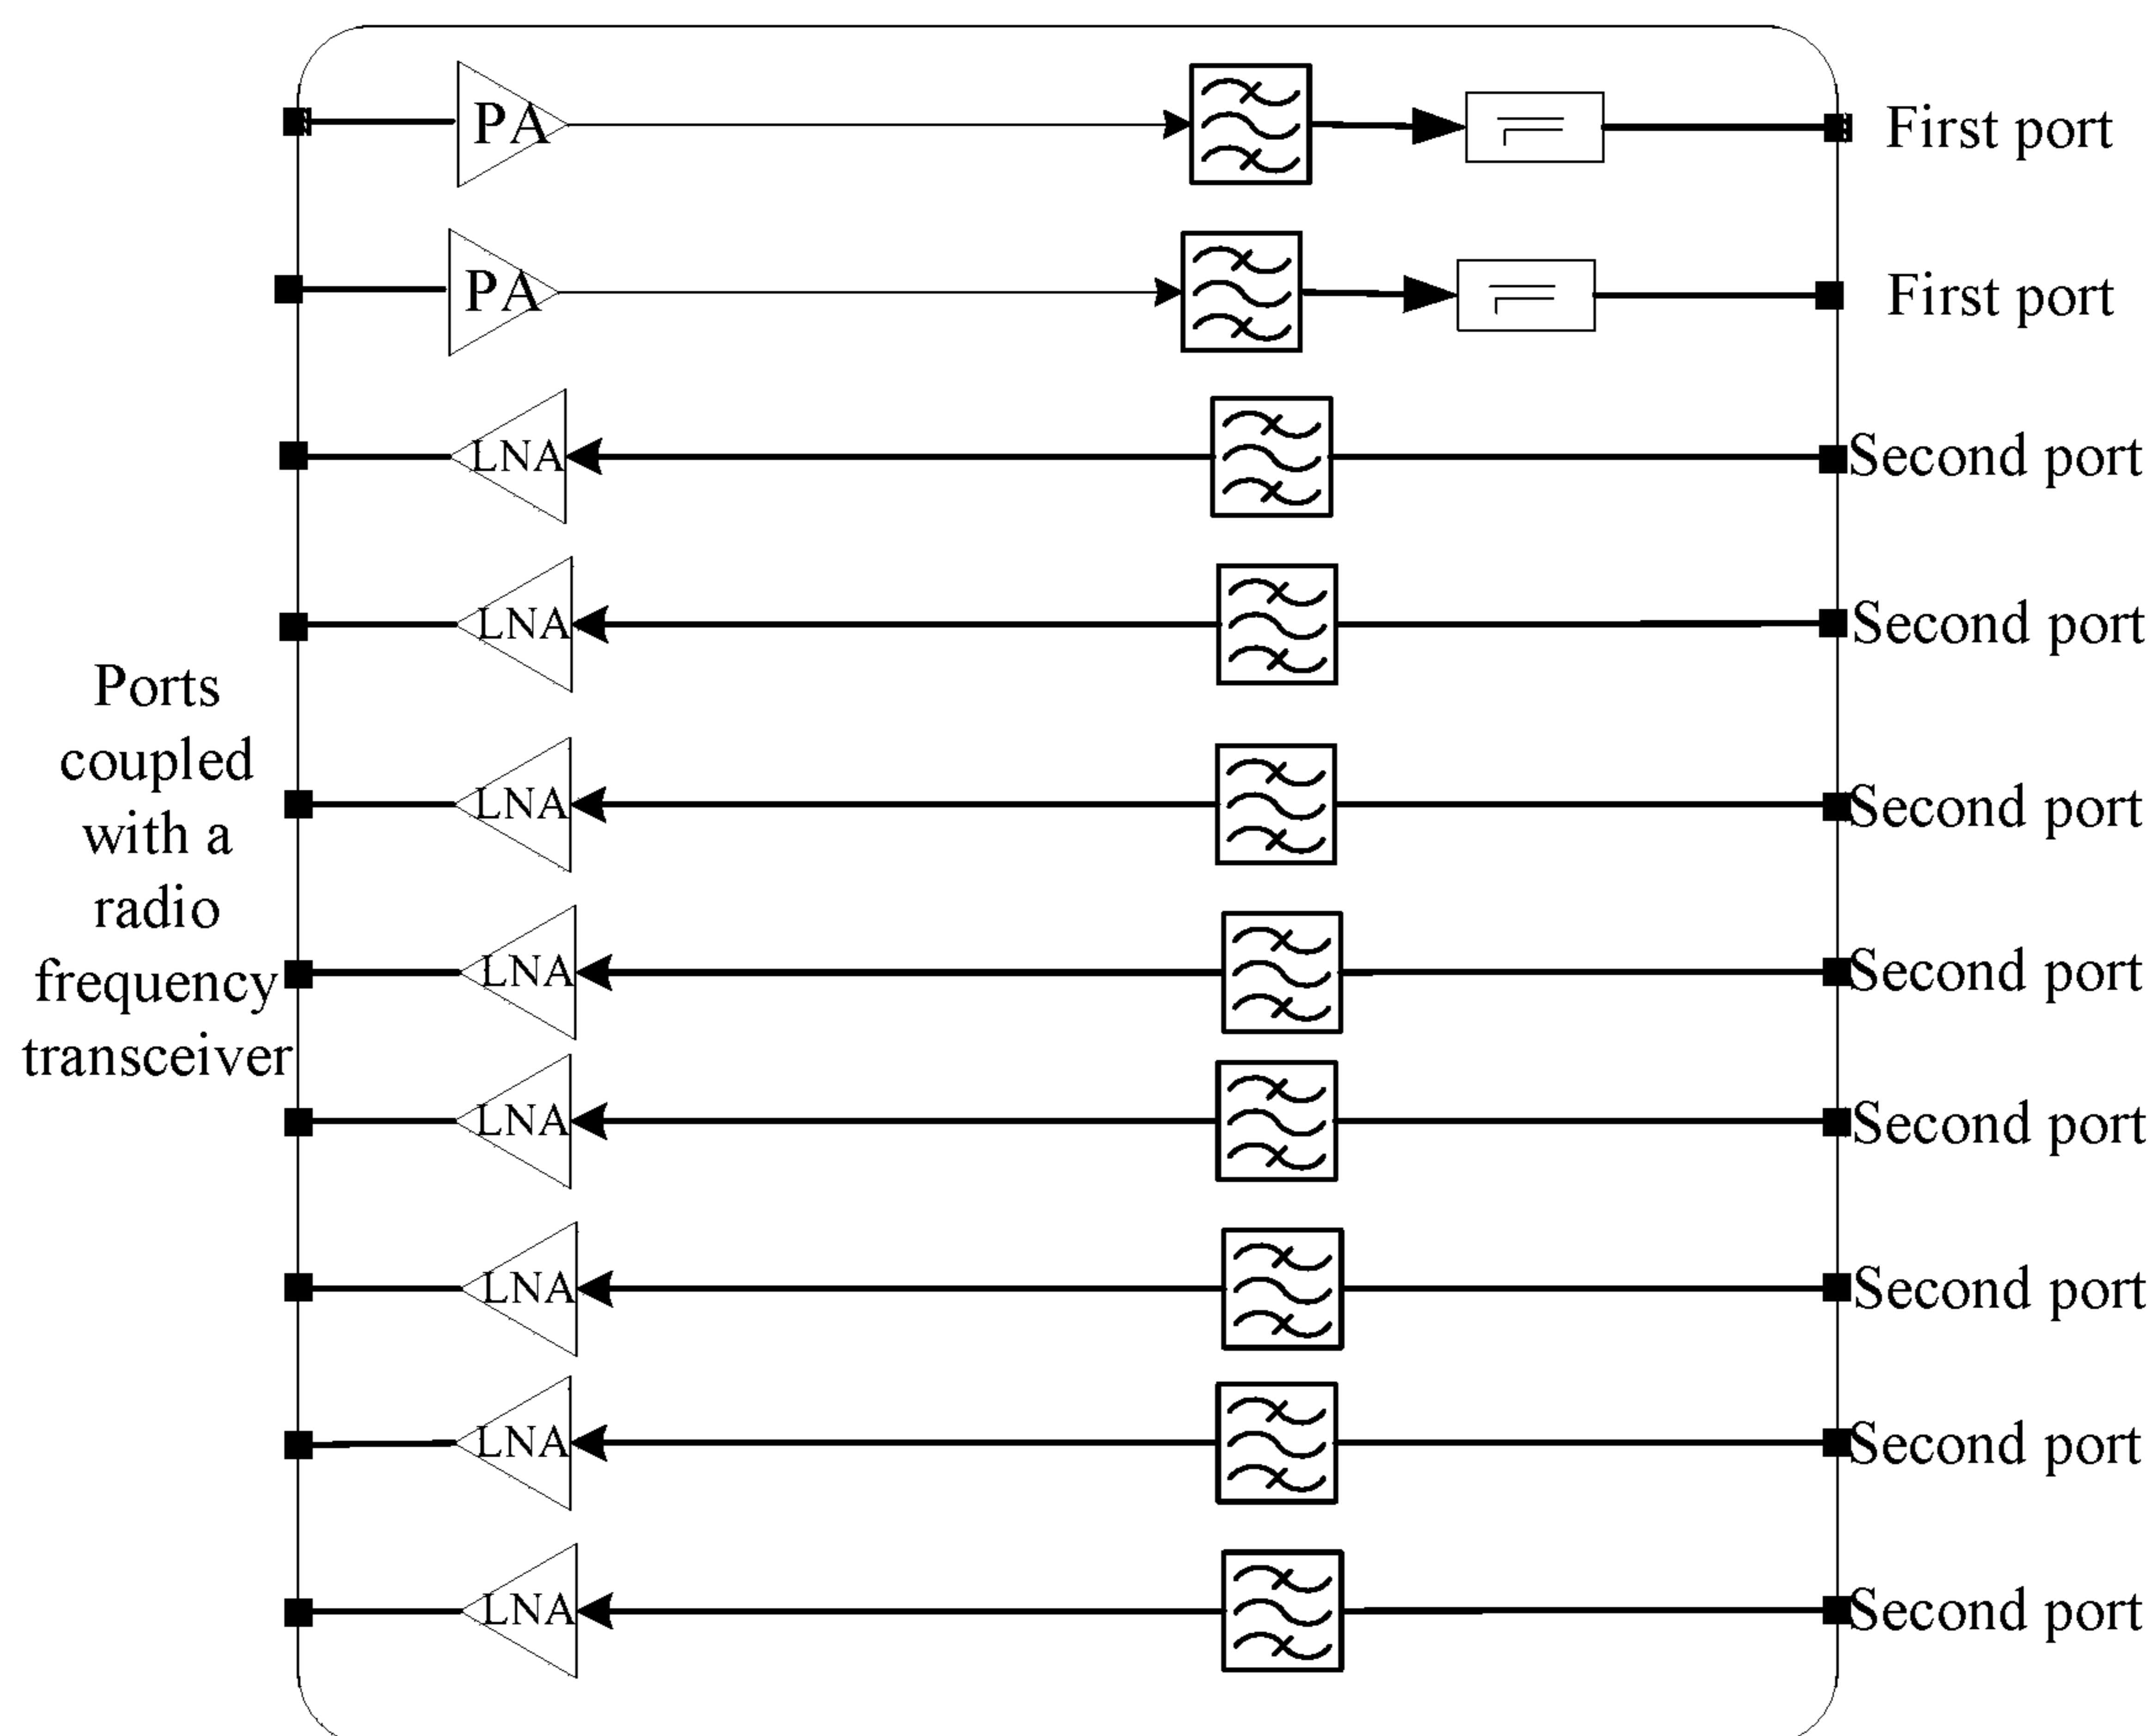 PA
First port
PA
First port
LNA
Second port
LNA
Second port
Ports
coupled
with a
radio
frequency
transceiver
LNA
Second port
LNA
Second port
LNA
Second port
LNA
Second port
LNA
Second port
LNA
Second port